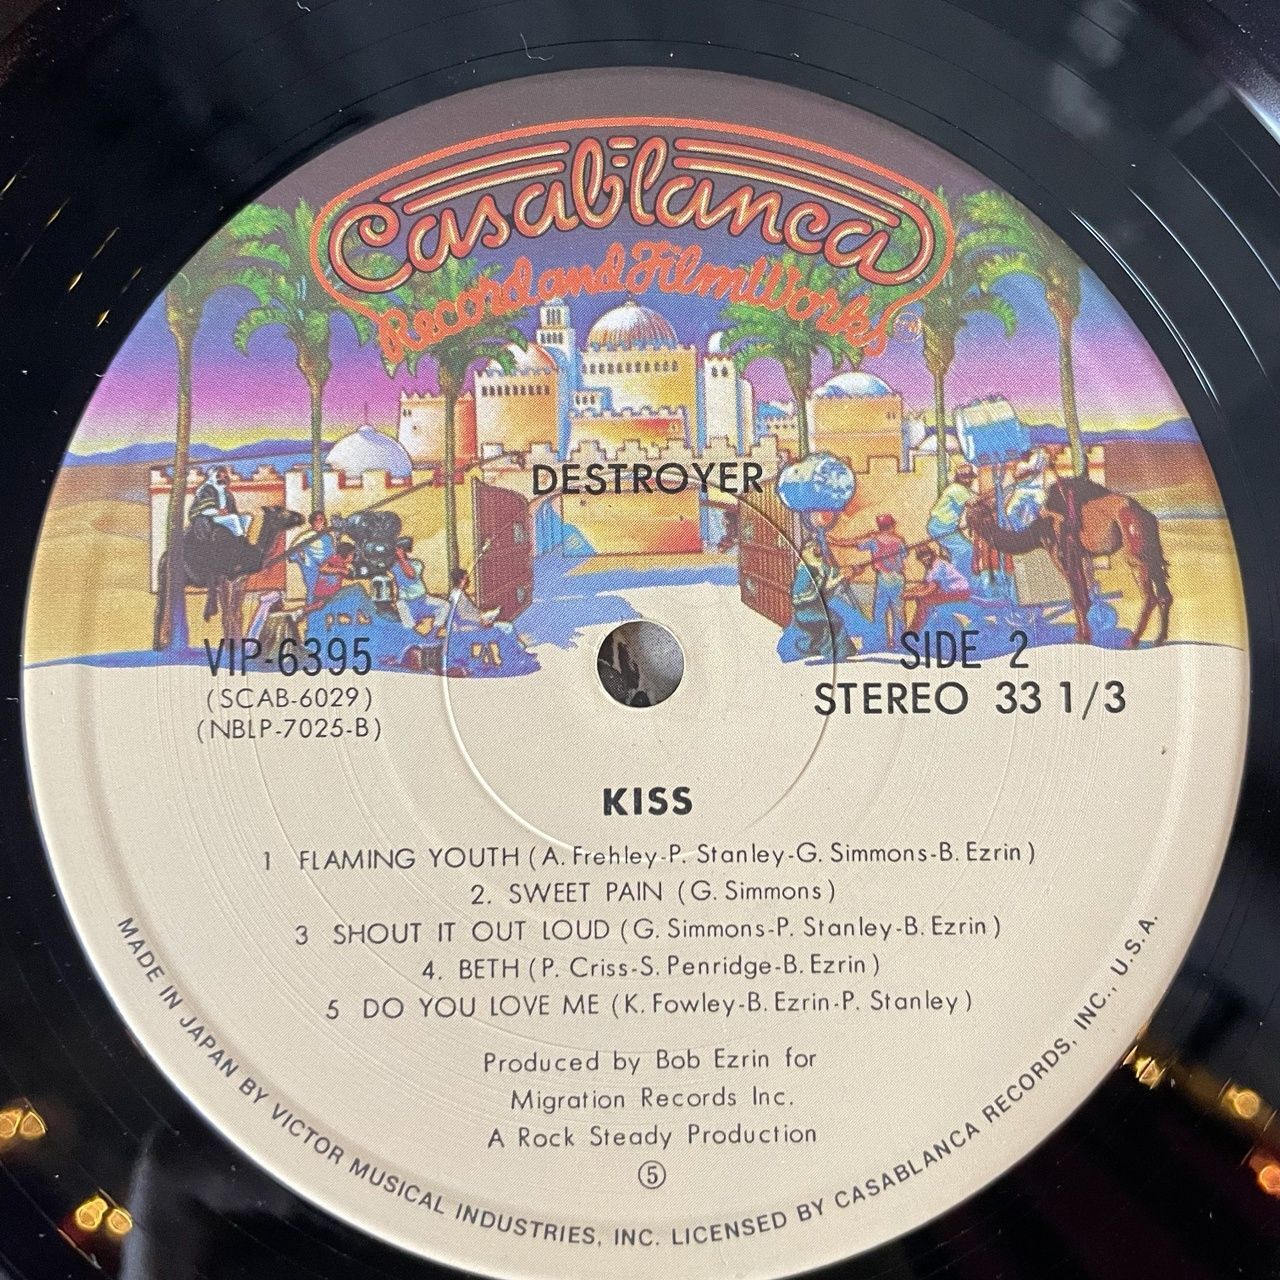 Casablanca
Record and FilmWorks
DESTROYER
VIP-6395
(SCAB-6029)
(NBLP-7025-B)
SIDE 2
STEREO 33 1/3
KISS
1 FLAMING YOUTH (A. Frehley-P. Stanley-G. Simmons-B. Ezrin)
2. SWEET PAIN (G. Simmons)
3 SHOUT IT OUT LOUD (G. Simmons-P. Stanley-B. Ezrin)
4. BETH (P. Criss-S. Penridge-B. Ezrin)
5 DO YOU LOVE ME (K. Fowley-B. Ezrin-P. Stanley)
Produced by Bob Ezrin for
Migration Records Inc.
A Rock Steady Production
⑤
MADE IN JAPAN BY VICTOR MUSICAL INDUSTRIES, INC. LICENSED BY CASABLANCA RECORDS, INC., U.S.A.